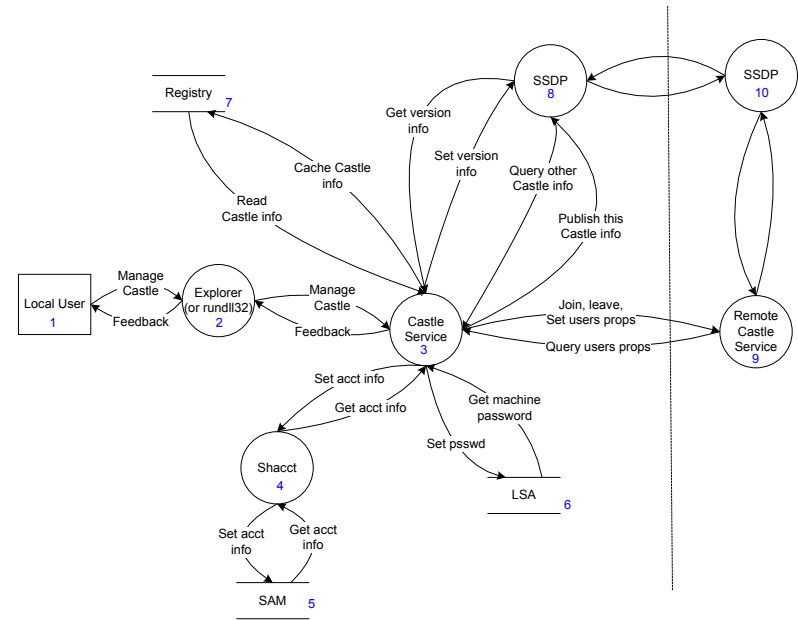 SSDP
8
SSDP
10
Registry
7
Get version
info
Set version
info
Cache Castle
info
Query other
Castle info
Read
Castle info
Publish this
Castle info
Local User
1
Manage
Castle
Feedback
Explorer
(or rundll32)
2
Manage
Castle
Feedback
Castle
Service
3
Join, leave,
Set users props
Query users props
Remote
Castle
Service
9
Set acct info
Get acct info
Get machine
password
Set psswd
Shacct
4
LSA
6
Set acct
info
Get acct
info
SAM
5